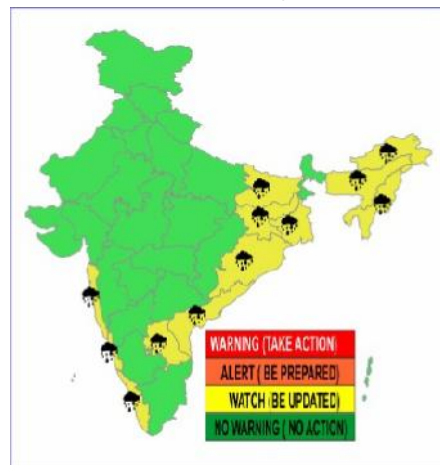 WARNING (TAKE ACTION)
ALERT ( BE PREPARED)
WATCH (BE UPDATED)
NO WARNING ( NO ACTION)